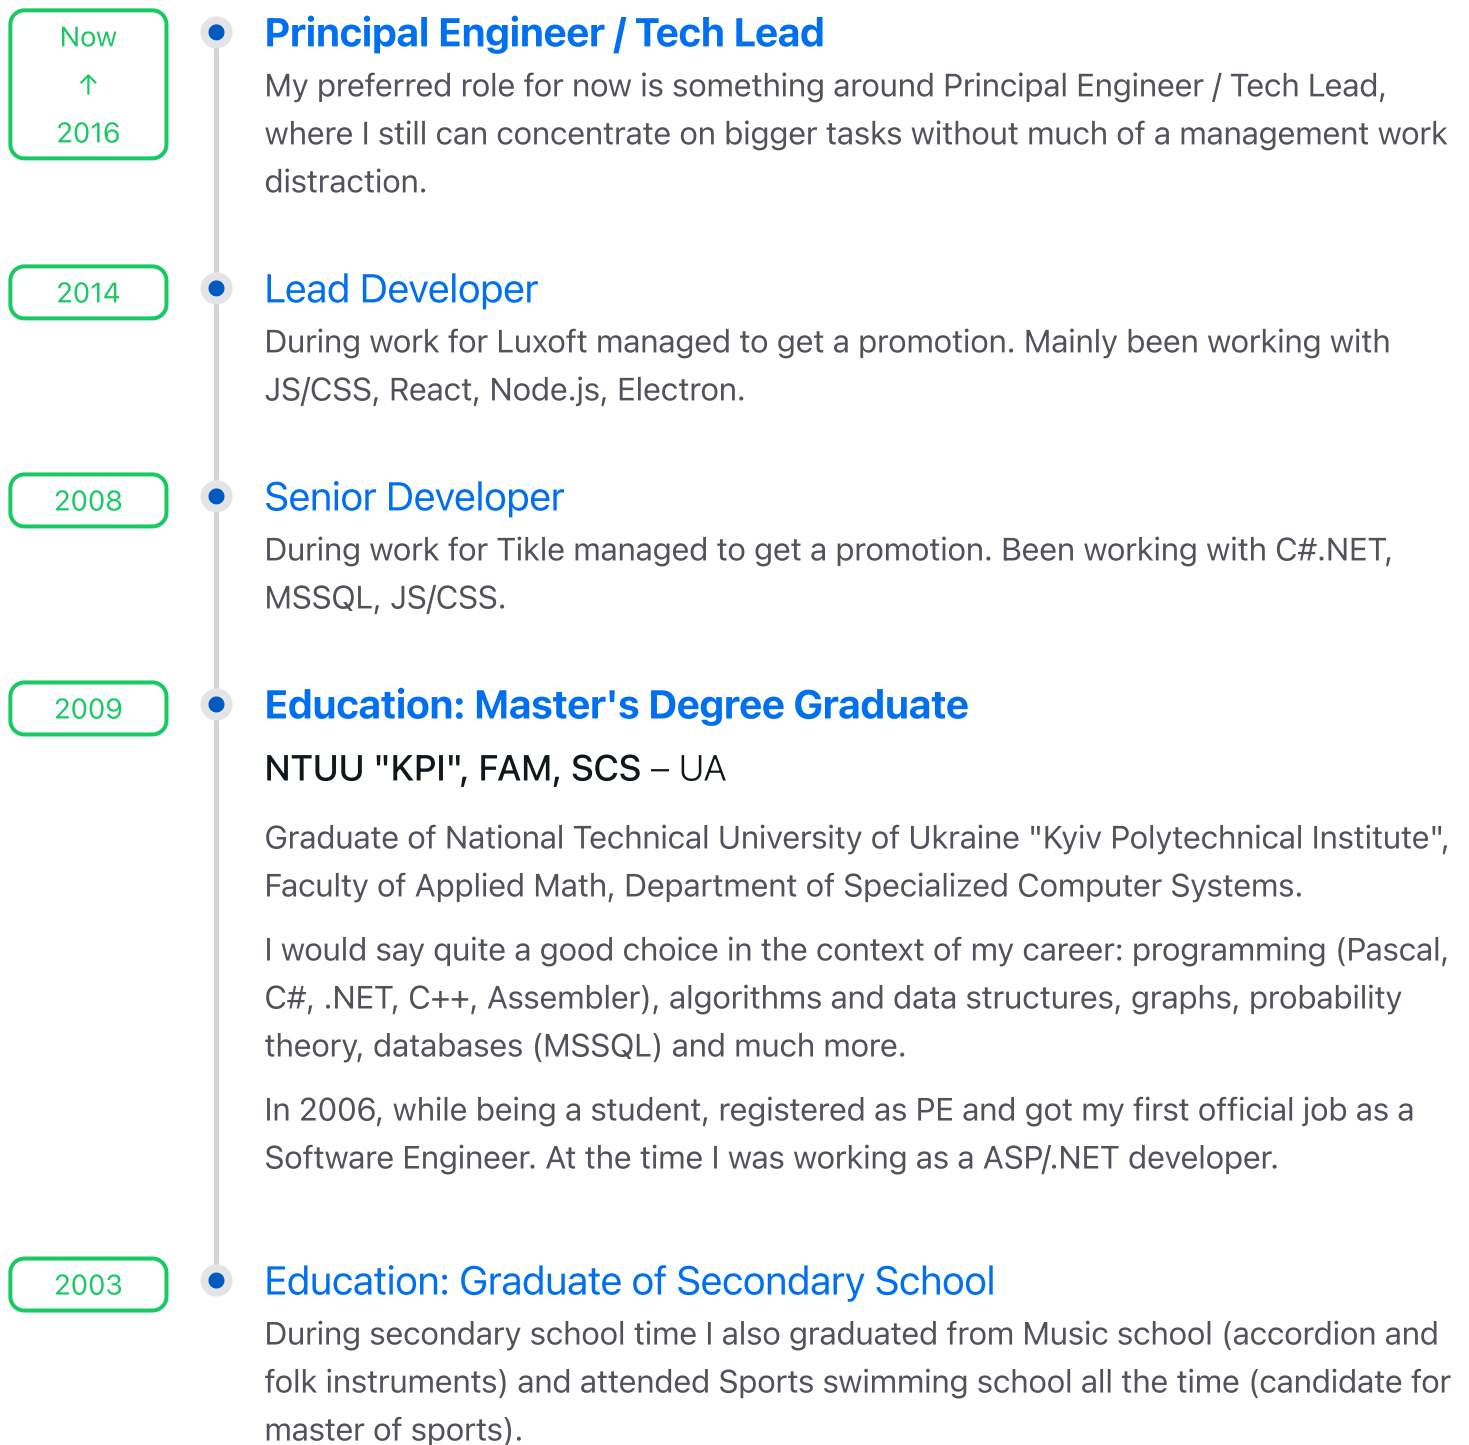 Now
↑
2016
Principal Engineer / Tech Lead
My preferred role for now is something around Principal Engineer / Tech Lead,
where I still can concentrate on bigger tasks without much of a management work
distraction.
2014
Lead Developer
During work for Luxoft managed to get a promotion. Mainly been working with
JS/CSS, React, Node.js, Electron.
2008
Senior Developer
During work for Tikle managed to get a promotion. Been working with C#.NET,
MSSQL, JS/CSS.
2009
Education: Master's Degree Graduate
NTUU "KPI", FAM, SCS – UA
Graduate of National Technical University of Ukraine "Kyiv Polytechnical Institute",
Faculty of Applied Math, Department of Specialized Computer Systems.
I would say quite a good choice in the context of my career: programming (Pascal,
C#, .NET, C++, Assembler), algorithms and data structures, graphs, probability
theory, databases (MSSQL) and much more.
In 2006, while being a student, registered as PE and got my first official job as a
Software Engineer. At the time I was working as a ASP/.NET developer.
2003
Education: Graduate of Secondary School
During secondary school time I also graduated from Music school (accordion and
folk instruments) and attended Sports swimming school all the time (candidate for
master of sports).